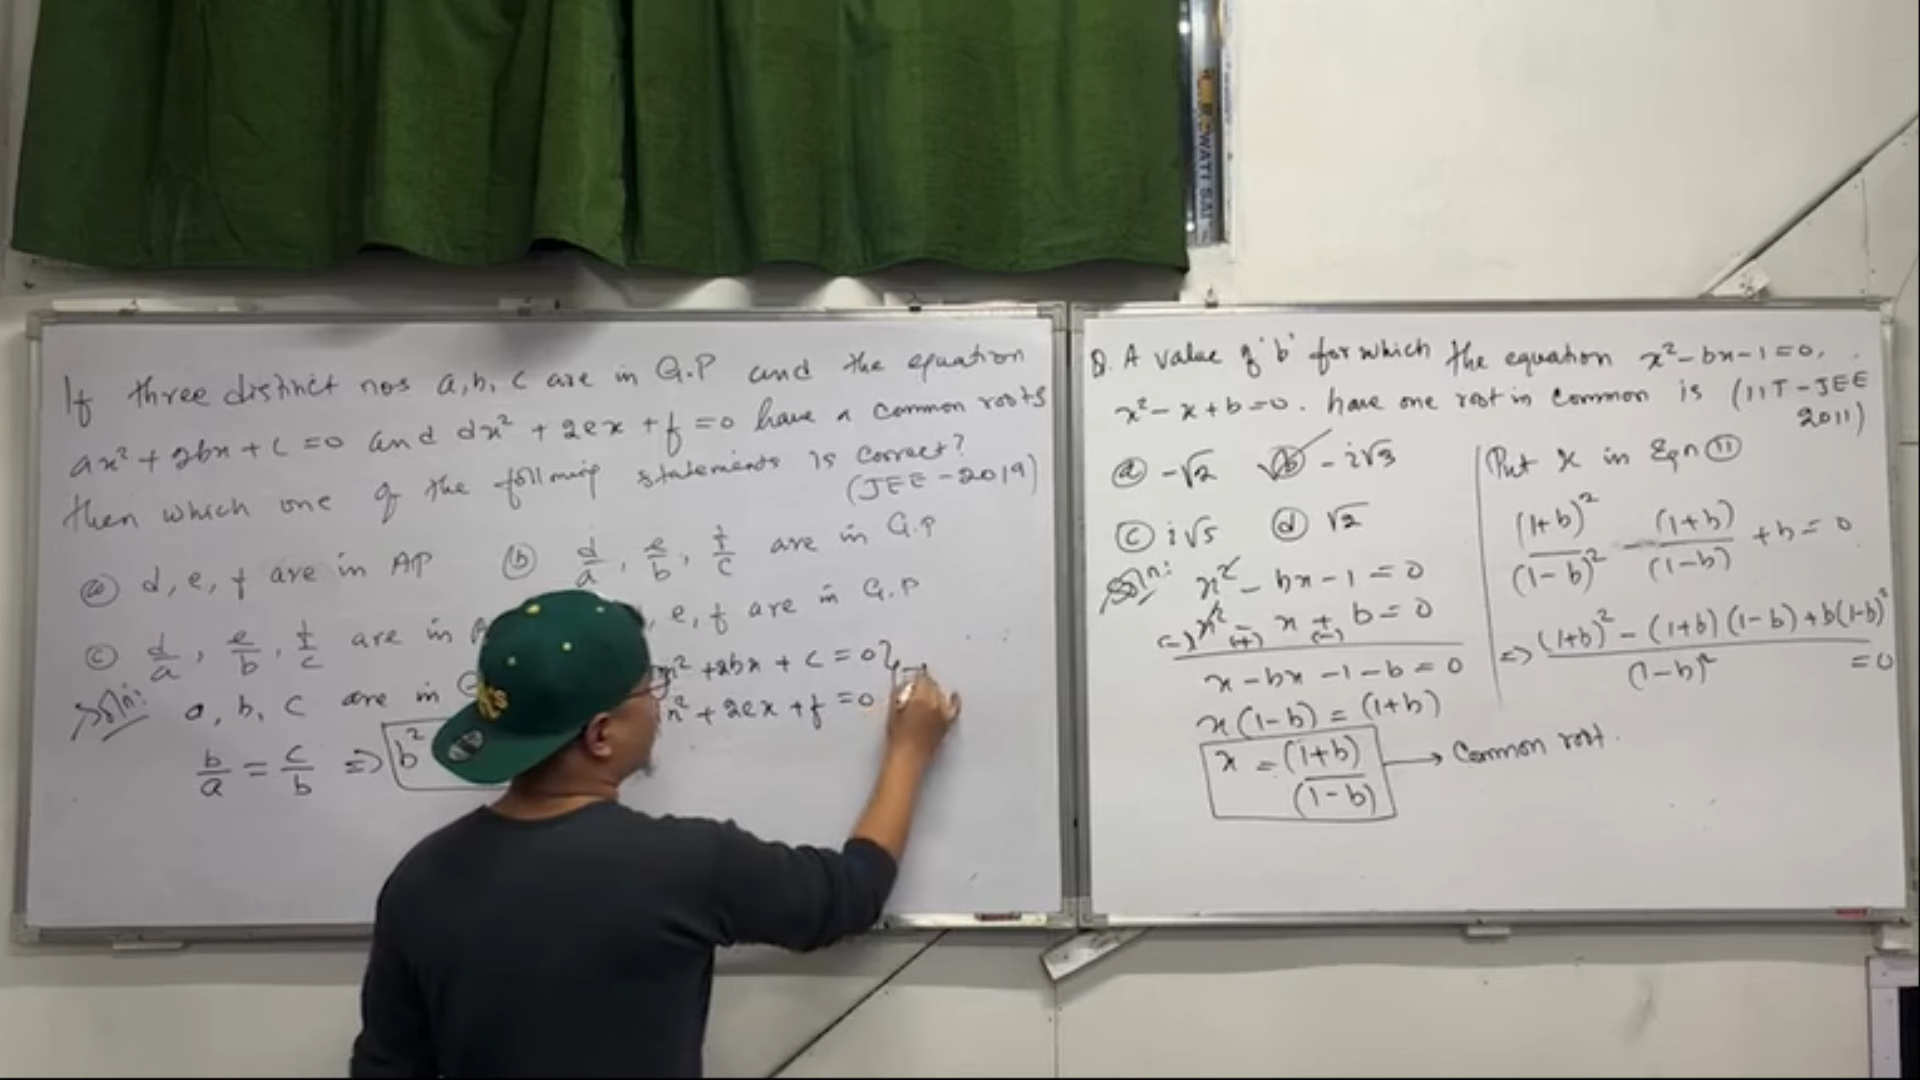 If three distinct nos a, b, c are in G.P and the equation
ax² + 2bx + c = 0 and dx² + 2ex + f = 0 have a common roots
then which one of the following statements is correct?
(JEE - 2019)
(a) d, e, f are in AP (b) d/a, e/b, f/c are in G.P
(c) d/a, e/b, f/c are in e, f are in G.P
Soln: a, b, c are in
x² + 2bx + c = 0
x² + 2ex + f = 0
b/a = c/b => b²
Q. A value of 'b' for which the equation x² - bx - 1 = 0,
x² - x + b = 0. have one root in common is (IIT - JEE
2011)
(a) -√2 (b) -i√3
(c) i√5 (d) √2
Soln: x² - bx - 1 = 0
(-) x² - x + b = 0
(+) (-)
x - bx - 1 - b = 0
x(1-b) = (1+b)
x = (1+b)/(1-b) → Common root.
Put x in Eqn (II)
(1+b)²/(1-b)² - (1+b)/(1-b) + b = 0
=> (1+b)² - (1+b)(1-b) + b(1-b)²/(1-b)² = 0